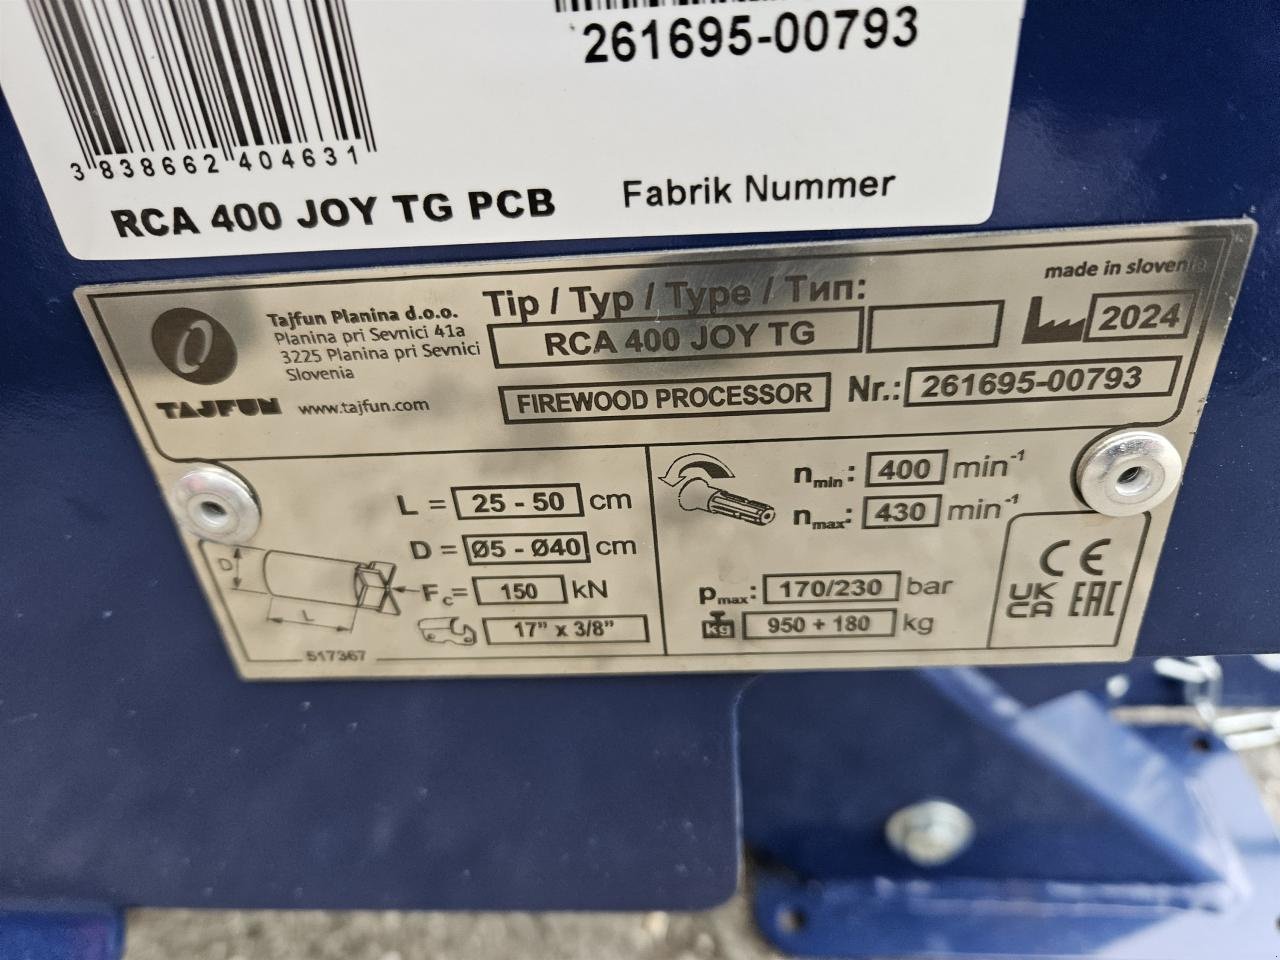 261695-00793
3 838662 404631
RCA 400 JOY TG PCB
Fabrik Nummer
made in slovenia
Tajfun Planina d.o.o.
Planina pri Sevnici 41a
3225 Planina pri Sevnici
Slovenia
TAJFUN www.tajfun.com
Tip / Typ / Type / Тип:
RCA 400 JOY TG
2024
FIREWOOD PROCESSOR
Nr.: 261695-00793
L = 25 - 50 cm
D = Ø5 - Ø40 cm
Fc= 150 kN
17" x 3/8"
D
L
517367
nmin: 400 min-1
nmax: 430 min-1
pmax: 170/230 bar
kg 950 + 180 kg
CE
UK
CA EAC